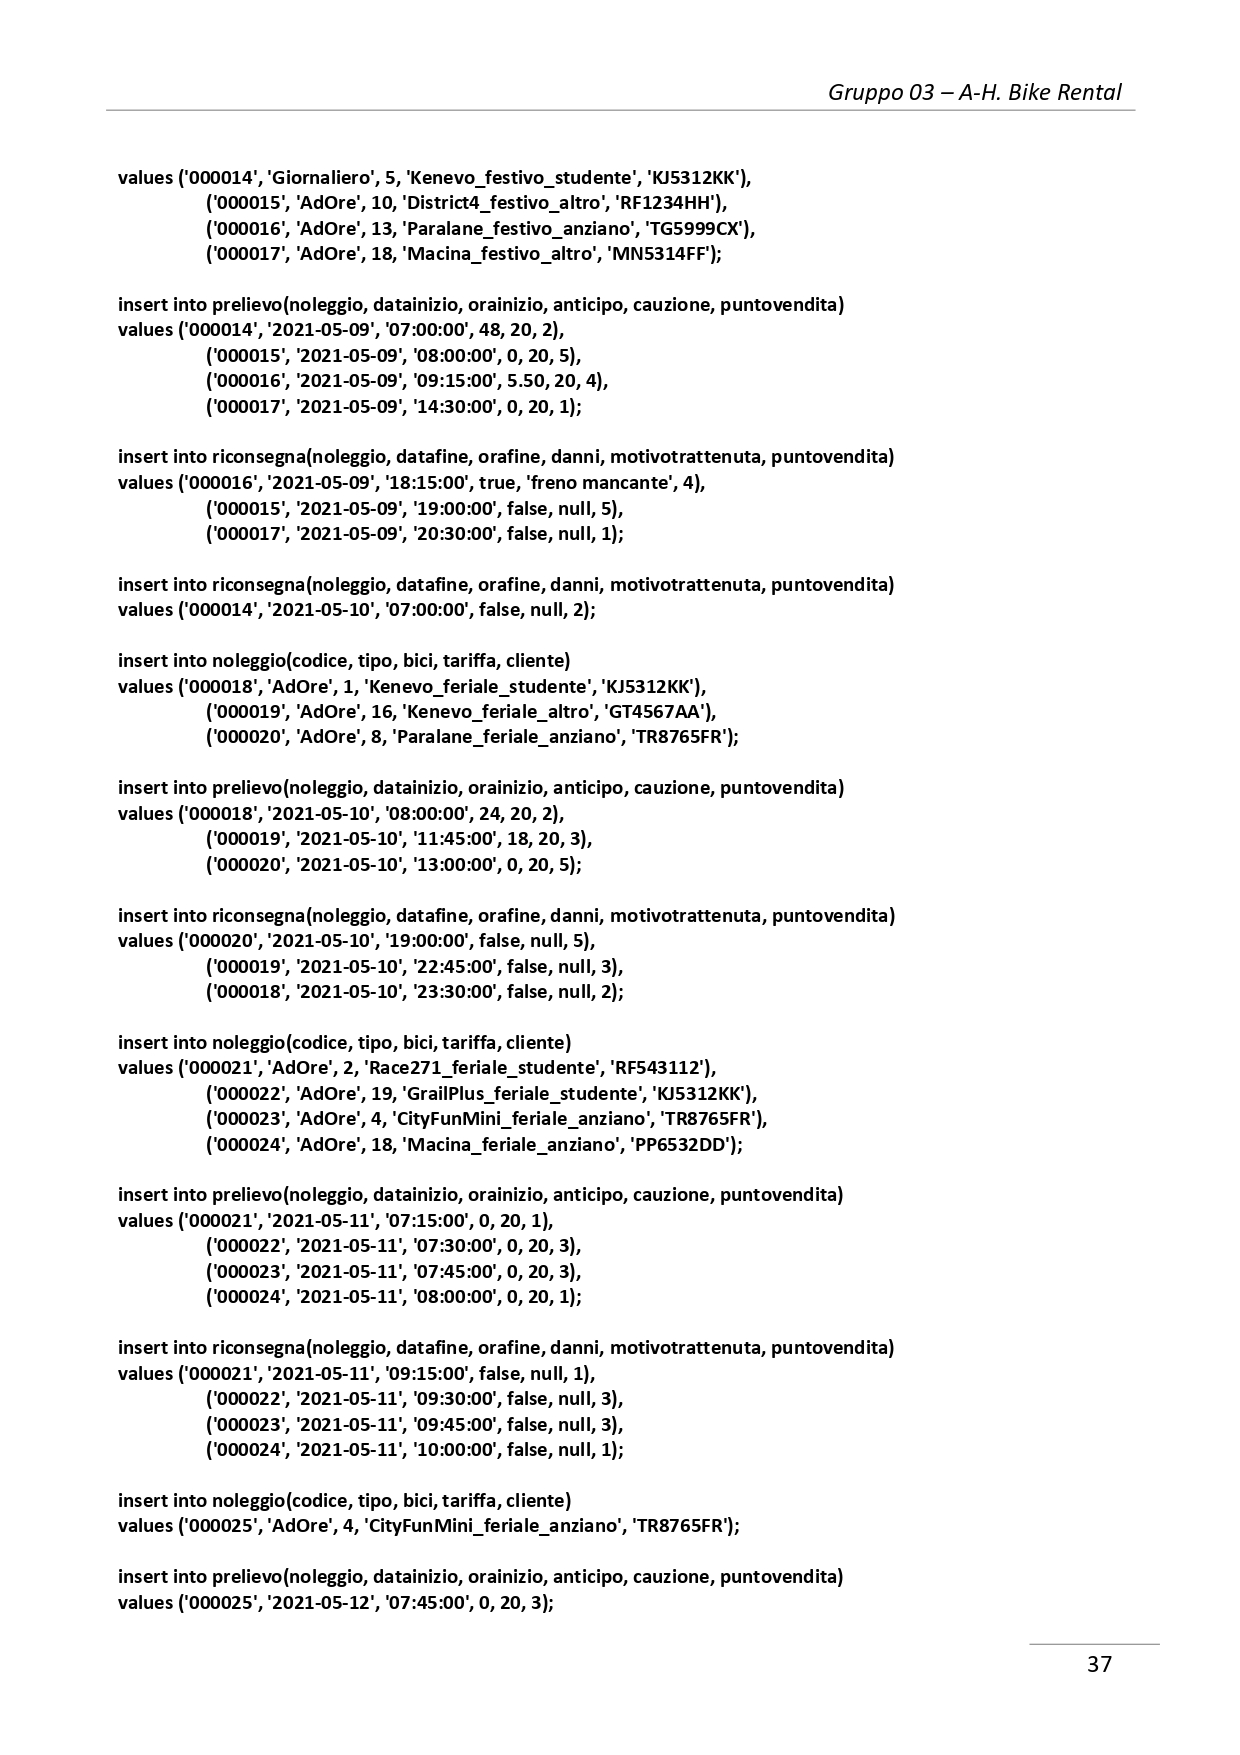 Gruppo 03 – A-H. Bike Rental
values ('000014', 'Giornaliero', 5, 'Kenevo_festivo_studente', 'KJ5312KK'),
('000015', 'AdOre', 10, 'District4_festivo_altro', 'RF1234HH'),
('000016', 'AdOre', 13, 'Paralane_festivo_anziano', 'TG5999CX'),
('000017', 'AdOre', 18, 'Macina_festivo_altro', 'MN5314FF');
insert into prelievo(noleggio, datainizio, orainizio, anticipo, cauzione, puntovendita)
values ('000014', '2021-05-09', '07:00:00', 48, 20, 2),
('000015', '2021-05-09', '08:00:00', 0, 20, 5),
('000016', '2021-05-09', '09:15:00', 5.50, 20, 4),
('000017', '2021-05-09', '14:30:00', 0, 20, 1);
insert into riconsegna(noleggio, datafine, orafine, danni, motivotrattenuta, puntovendita)
values ('000016', '2021-05-09', '18:15:00', true, 'freno mancante', 4),
('000015', '2021-05-09', '19:00:00', false, null, 5),
('000017', '2021-05-09', '20:30:00', false, null, 1);
insert into riconsegna(noleggio, datafine, orafine, danni, motivotrattenuta, puntovendita)
values ('000014', '2021-05-10', '07:00:00', false, null, 2);
insert into noleggio(codice, tipo, bici, tariffa, cliente)
values ('000018', 'AdOre', 1, 'Kenevo_feriale_studente', 'KJ5312KK'),
('000019', 'AdOre', 16, 'Kenevo_feriale_altro', 'GT4567AA'),
('000020', 'AdOre', 8, 'Paralane_feriale_anziano', 'TR8765FR');
insert into prelievo(noleggio, datainizio, orainizio, anticipo, cauzione, puntovendita)
values ('000018', '2021-05-10', '08:00:00', 24, 20, 2),
('000019', '2021-05-10', '11:45:00', 18, 20, 3),
('000020', '2021-05-10', '13:00:00', 0, 20, 5);
insert into riconsegna(noleggio, datafine, orafine, danni, motivotrattenuta, puntovendita)
values ('000020', '2021-05-10', '19:00:00', false, null, 5),
('000019', '2021-05-10', '22:45:00', false, null, 3),
('000018', '2021-05-10', '23:30:00', false, null, 2);
insert into noleggio(codice, tipo, bici, tariffa, cliente)
values ('000021', 'AdOre', 2, 'Race271_feriale_studente', 'RF543112'),
('000022', 'AdOre', 19, 'GrailPlus_feriale_studente', 'KJ5312KK'),
('000023', 'AdOre', 4, 'CityFunMini_feriale_anziano', 'TR8765FR'),
('000024', 'AdOre', 18, 'Macina_feriale_anziano', 'PP6532DD');
insert into prelievo(noleggio, datainizio, orainizio, anticipo, cauzione, puntovendita)
values ('000021', '2021-05-11', '07:15:00', 0, 20, 1),
('000022', '2021-05-11', '07:30:00', 0, 20, 3),
('000023', '2021-05-11', '07:45:00', 0, 20, 3),
('000024', '2021-05-11', '08:00:00', 0, 20, 1);
insert into riconsegna(noleggio, datafine, orafine, danni, motivotrattenuta, puntovendita)
values ('000021', '2021-05-11', '09:15:00', false, null, 1),
('000022', '2021-05-11', '09:30:00', false, null, 3),
('000023', '2021-05-11', '09:45:00', false, null, 3),
('000024', '2021-05-11', '10:00:00', false, null, 1);
insert into noleggio(codice, tipo, bici, tariffa, cliente)
values ('000025', 'AdOre', 4, 'CityFunMini_feriale_anziano', 'TR8765FR');
insert into prelievo(noleggio, datainizio, orainizio, anticipo, cauzione, puntovendita)
values ('000025', '2021-05-12', '07:45:00', 0, 20, 3);
37